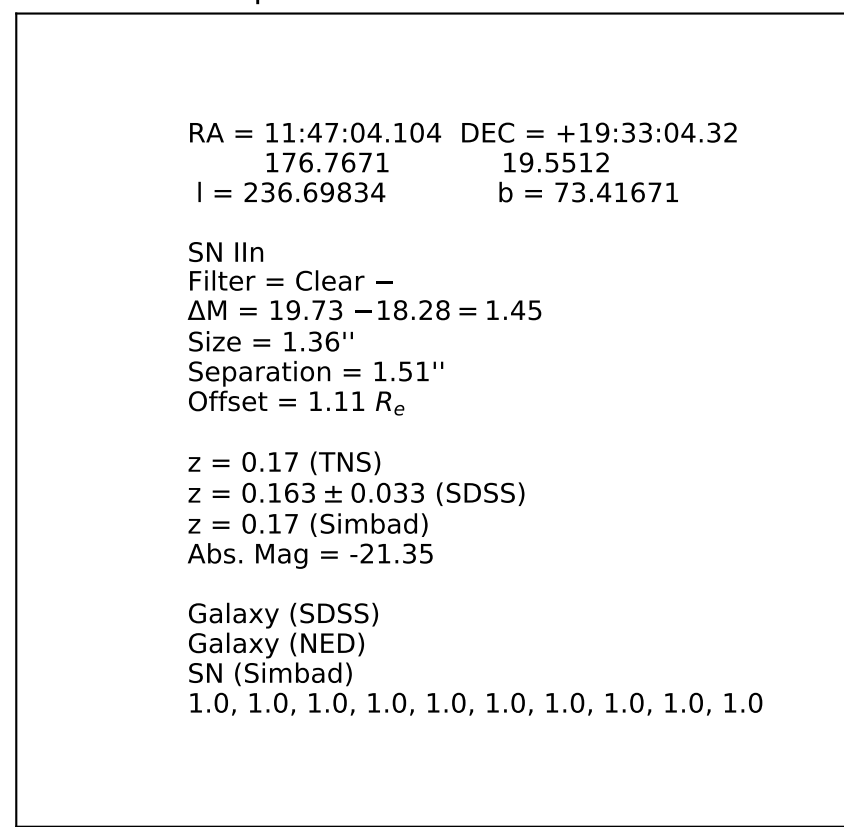 RA = 11:47:04.104  DEC = +19:33:04.32
176.7671  19.5512
l = 236.69834  b = 73.41671
SN IIn
Filter = Clear −
ΔM = 19.73 −18.28 = 1.45
Size = 1.36''
Separation = 1.51''
Offset = 1.11 Rₑ
z = 0.17 (TNS)
z = 0.163 ± 0.033 (SDSS)
z = 0.17 (Simbad)
Abs. Mag = -21.35
Galaxy (SDSS)
Galaxy (NED)
SN (Simbad)
1.0, 1.0, 1.0, 1.0, 1.0, 1.0, 1.0, 1.0, 1.0, 1.0